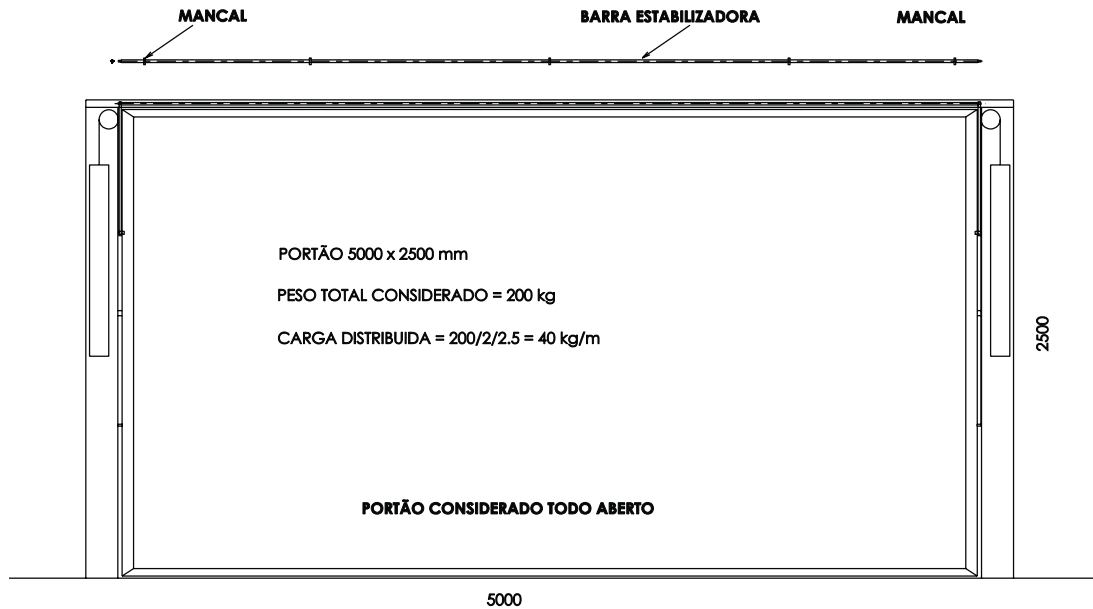 MANCAL
BARRA ESTABILIZADORA
MANCAL
PORTÃO 5000 x 2500 mm
PESO TOTAL CONSIDERADO = 200 kg
CARGA DISTRIBUIDA = 200/2/2.5 = 40 kg/m
2500
PORTÃO CONSIDERADO TODO ABERTO
5000